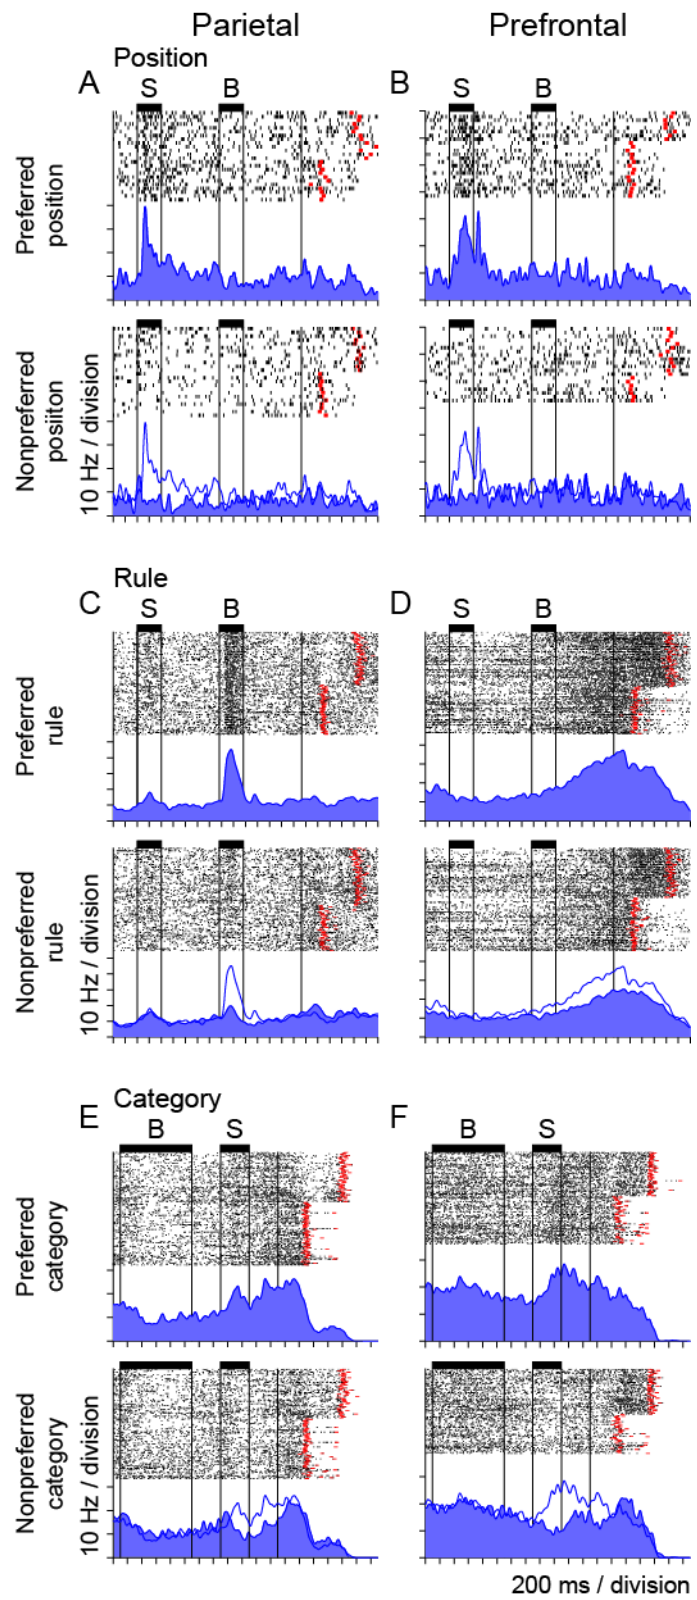 Parietal Prefrontal
Position
A B
S B S B
Preferred
position
Nonpreferred
positon
10 Hz / division
Rule
C D
S B S B
Preferred
rule
Nonpreferred
rule
10 Hz / division
Category
E F
B S B S
Preferred
category
Nonpreferred
category
10 Hz / division
200 ms / division